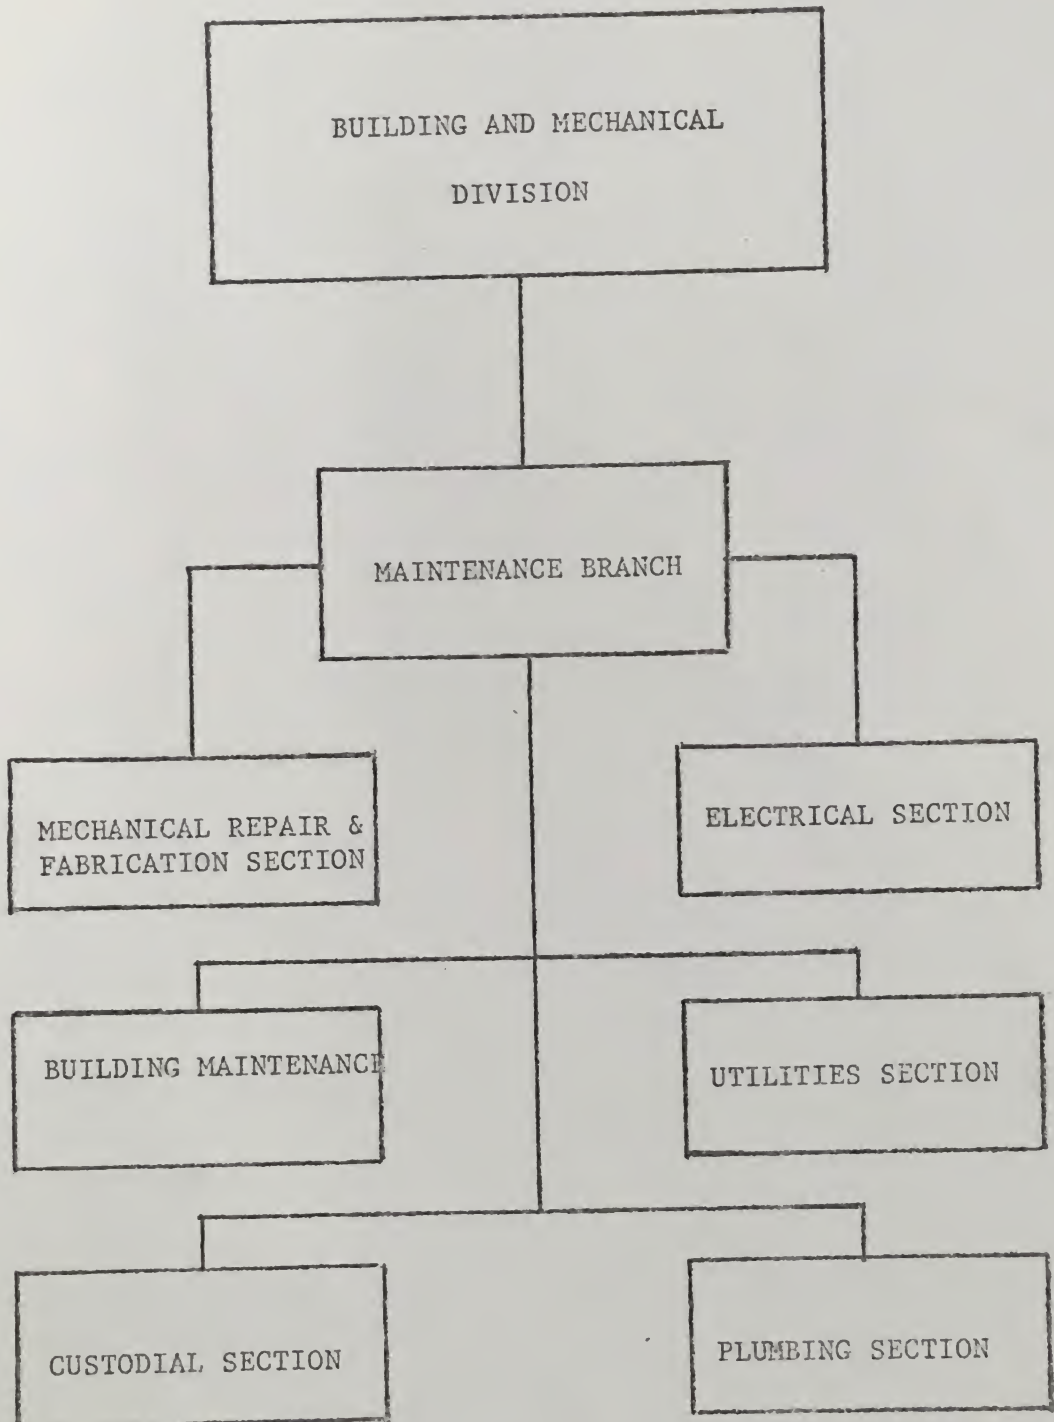 BUILDING AND MECHANICAL
DIVISION
MAINTENANCE BRANCH
MECHANICAL REPAIR &
FABRICATION SECTION
ELECTRICAL SECTION
BUILDING MAINTENANCE
UTILITIES SECTION
CUSTODIAL SECTION
PLUMBING SECTION